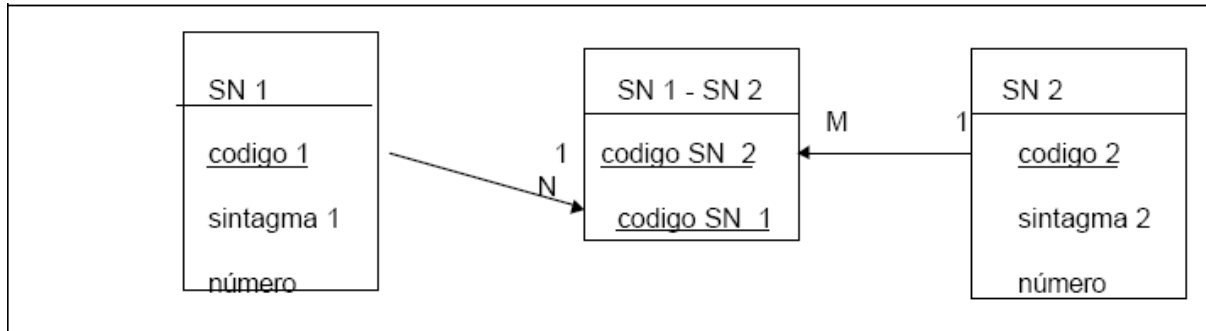 SN 1
codigo 1
sintagma 1
número
1
N
SN 1 - SN 2
codigo SN 2
codigo SN 1
M
1
SN 2
codigo 2
sintagma 2
número